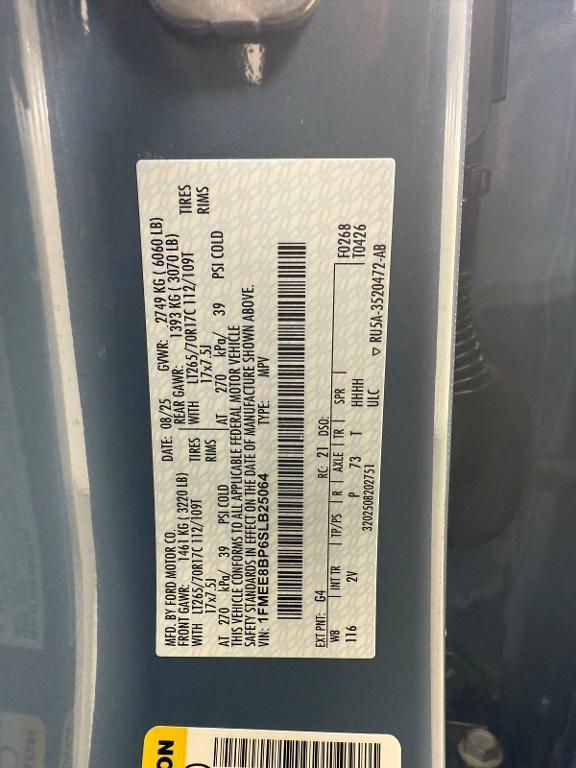 MFD. BY FORD MOTOR CO. DATE: 08/25 GVWR: 2749 KG ( 6060 LB)
FRONT GAWR: 1461 KG ( 3220 LB) REAR GAWR: 1393 KG ( 3070 LB)
WITH LT265/70R17C 112/109T TIRES WITH LT265/70R17C 112/109T TIRES
17x7.5J RIMS 17x7.5J RIMS
AT 270 kPa/ 39 PSI COLD AT 270 kPa/ 39 PSI COLD
THIS VEHICLE CONFORMS TO ALL APPLICABLE FEDERAL MOTOR VEHICLE
SAFETY STANDARDS IN EFFECT ON THE DATE OF MANUFACTURE SHOWN ABOVE.
VIN: 1FMEE8BP6SLB25064 TYPE: MPV
F0268
EXT PNT: G4 RC: 21 DSO: T0426
WB INT TR TP/PS R AXLE TR SPR
116 2V P 73 T HHHH
ULC
3202508202751 ▽ RU5A-3520472-AB
ION